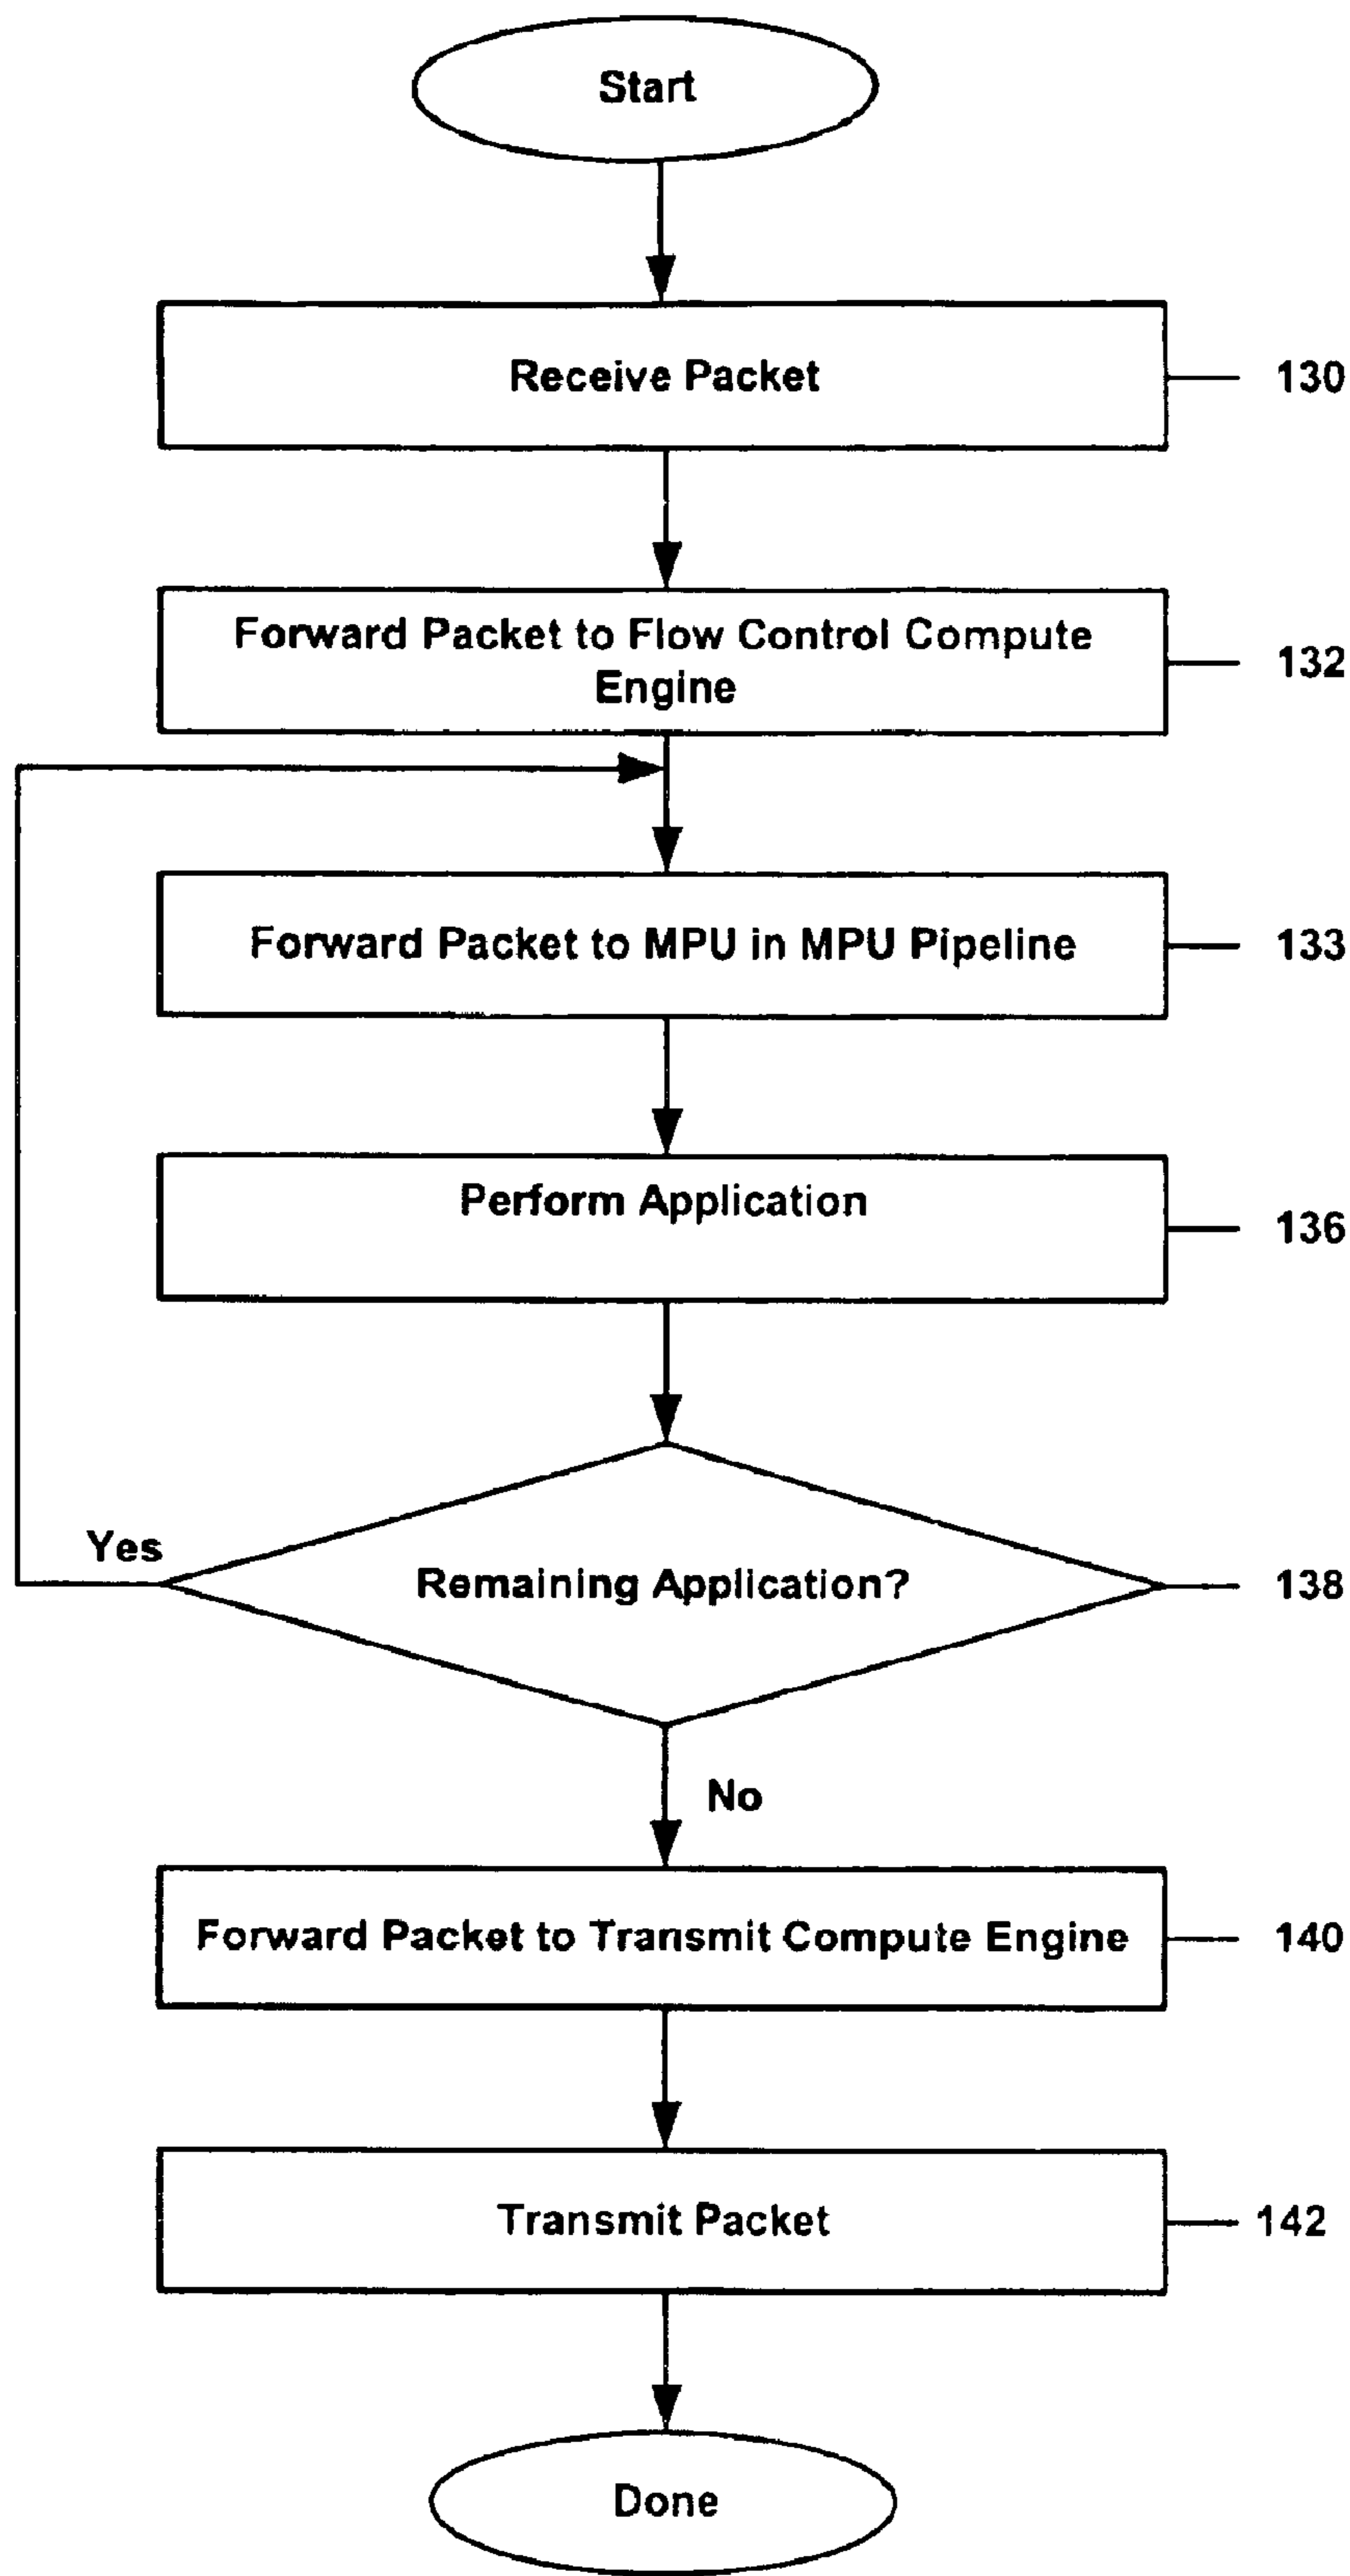 Start
Receive Packet
130
Forward Packet to Flow Control Compute
Engine
132
Forward Packet to MPU in MPU Pipeline
133
Perform Application
136
Yes
Remaining Application?
138
No
Forward Packet to Transmit Compute Engine
140
Transmit Packet
142
Done